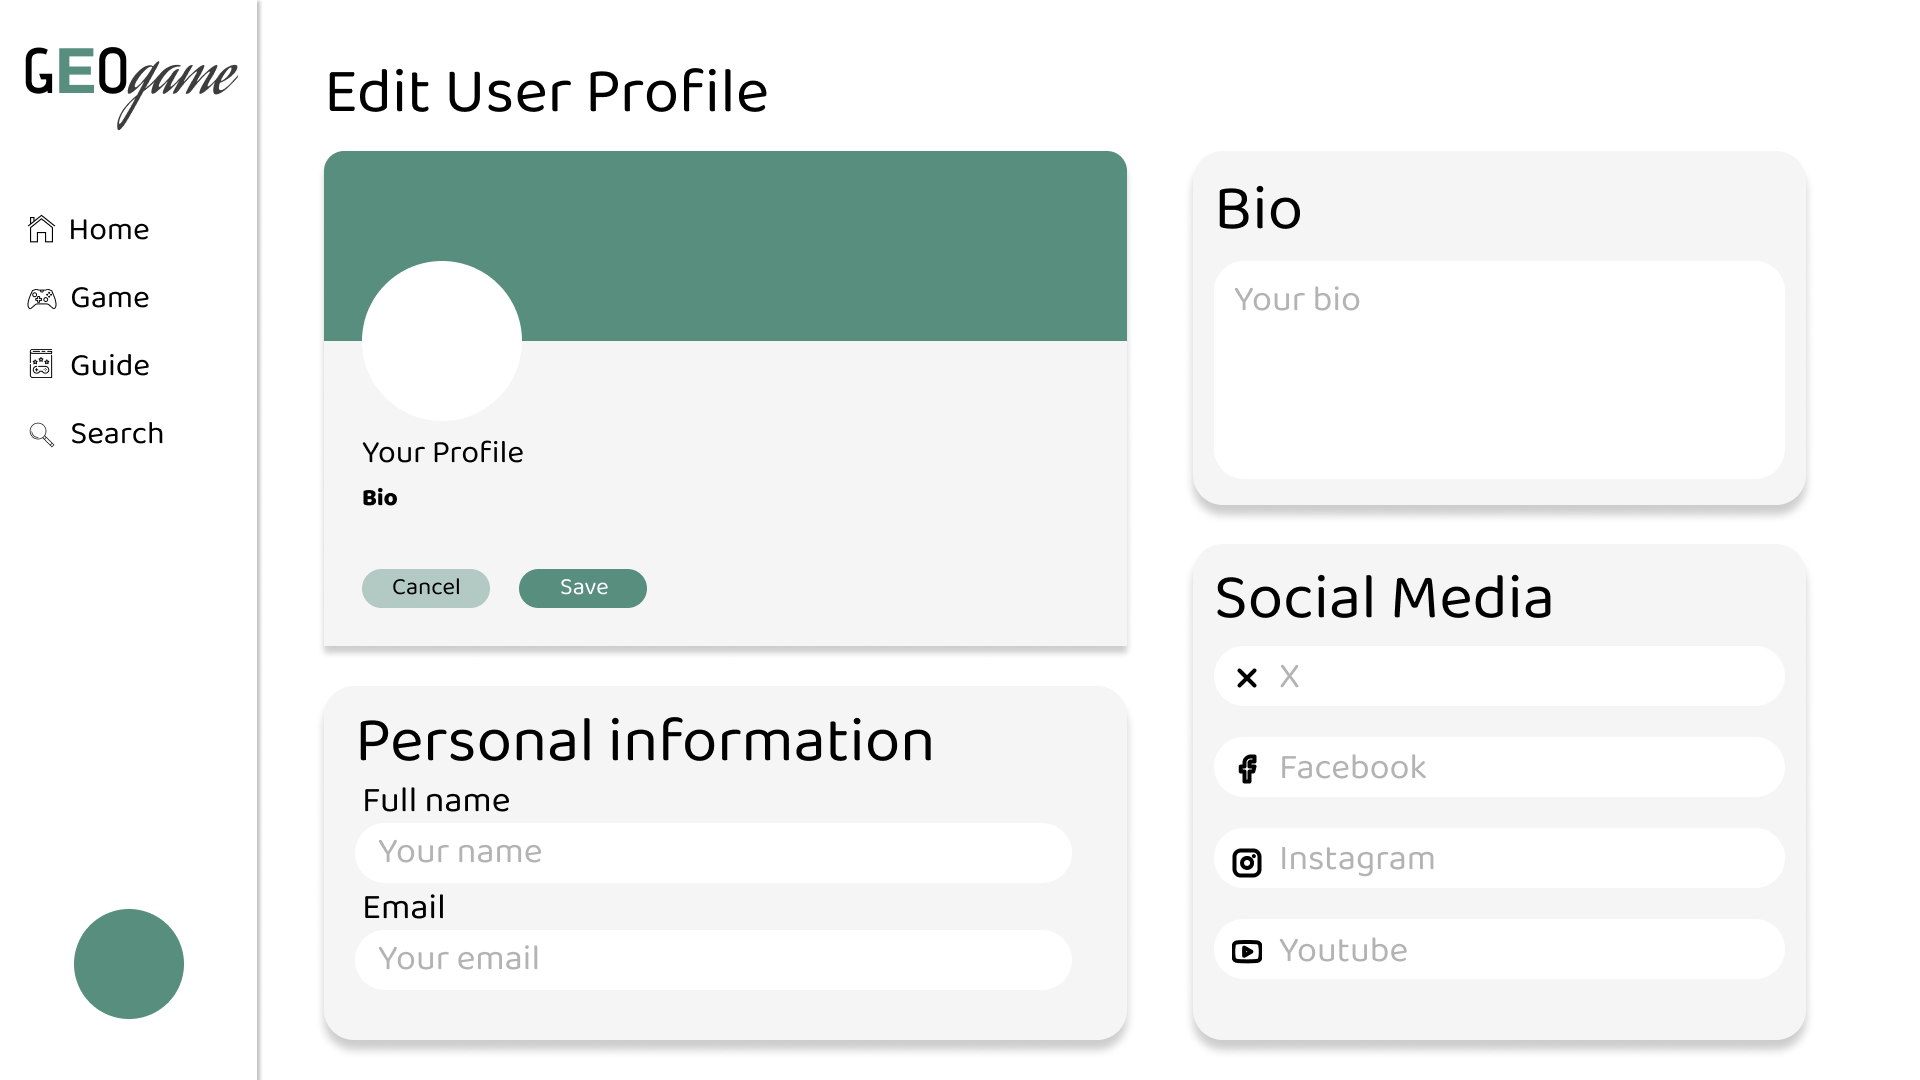 GEOgame
Home
Game
Guide
Search
Edit User Profile
Your Profile
Bio
Cancel
Save
Personal information
Full name
Your name
Email
Your email
Bio
Your bio
Social Media
X
Facebook
Instagram
Youtube